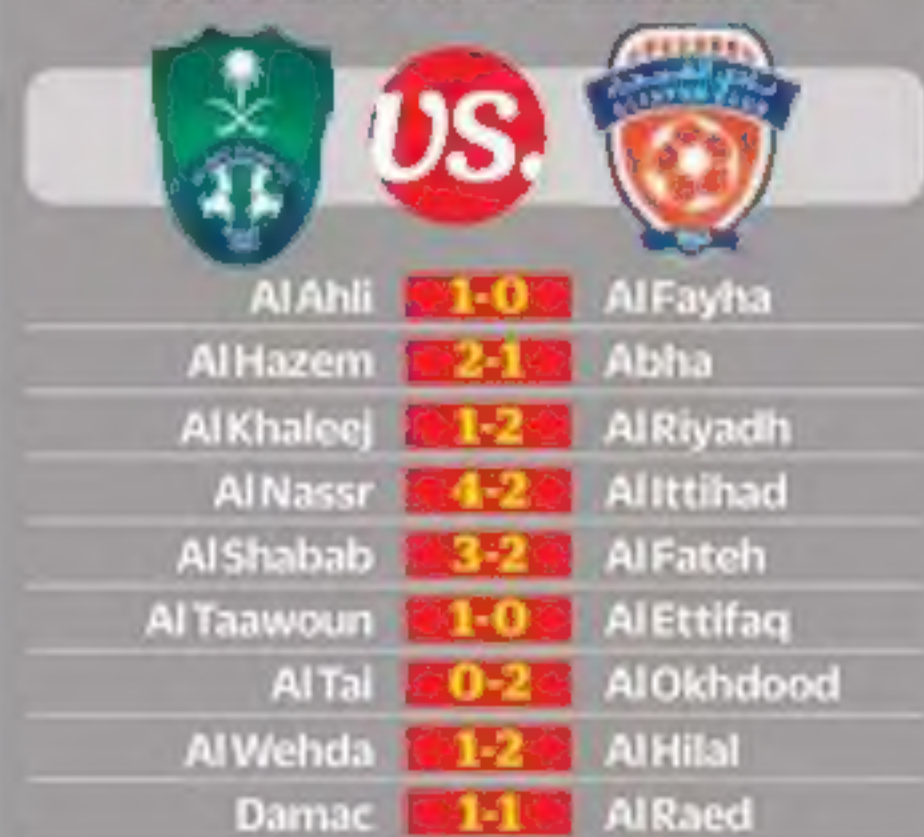 VS.
Al Ahli 1-0 Al Fayha
Al Hazem 2-1 Abha
Al Khaleej 1-2 Al Riyadh
Al Nassr 4-2 Al Ittihad
Al Shabab 3-2 Al Fateh
Al Taawoun 1-0 Al Ettifaq
Al Tai 0-2 Al Okhdood
Al Wehda 1-2 Al Hilal
Damac 1-1 Al Raed